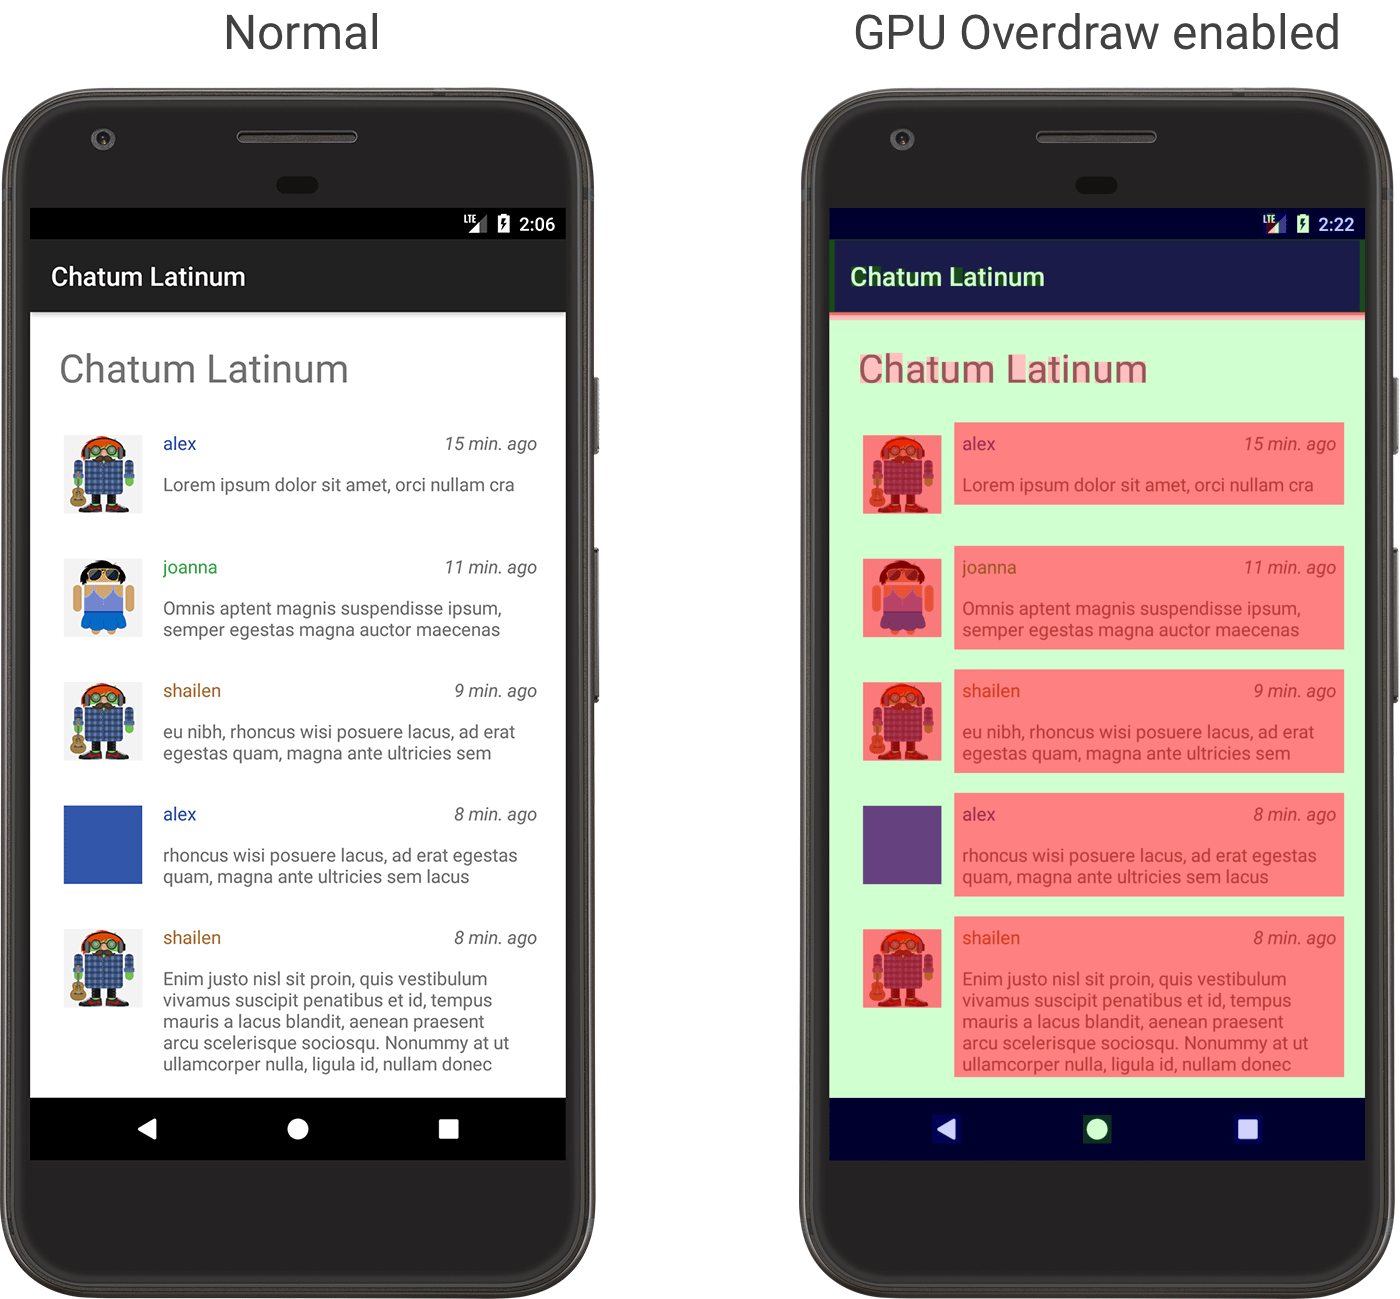 Normal
LTE 2:06
Chatum Latinum
Chatum Latinum
alex 15 min. ago
Lorem ipsum dolor sit amet, orci nullam cra
joanna 11 min. ago
Omnis aptent magnis suspendisse ipsum,
semper egestas magna auctor maecenas
shailen 9 min. ago
eu nibh, rhoncus wisi posuere lacus, ad erat
egestas quam, magna ante ultricies sem
alex 8 min. ago
rhoncus wisi posuere lacus, ad erat egestas
quam, magna ante ultricies sem lacus
shailen 8 min. ago
Enim justo nisl sit proin, quis vestibulum
vivamus suscipit penatibus et id, tempus
mauris a lacus blandit, aenean praesent
arcu scelerisque sociosqu. Nonummy at ut
ullamcorper nulla, ligula id, nullam donec
GPU Overdraw enabled
LTE 2:22
Chatum Latinum
Chatum Latinum
alex 15 min. ago
Lorem ipsum dolor sit amet, orci nullam cra
joanna 11 min. ago
Omnis aptent magnis suspendisse ipsum,
semper egestas magna auctor maecenas
shailen 9 min. ago
eu nibh, rhoncus wisi posuere lacus, ad erat
egestas quam, magna ante ultricies sem
alex 8 min. ago
rhoncus wisi posuere lacus, ad erat egestas
quam, magna ante ultricies sem lacus
shailen 8 min. ago
Enim justo nisl sit proin, quis vestibulum
vivamus suscipit penatibus et id, tempus
mauris a lacus blandit, aenean praesent
arcu scelerisque sociosqu. Nonummy at ut
ullamcorper nulla, ligula id, nullam donec